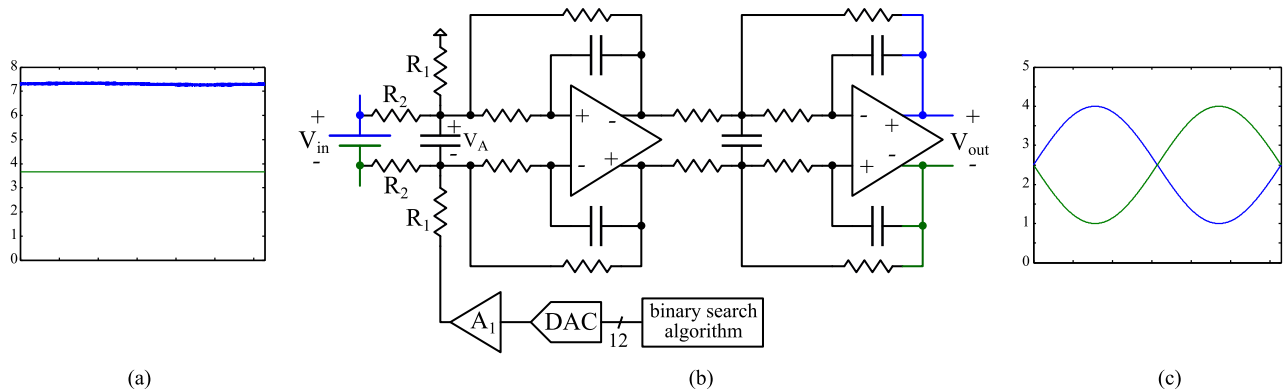 8
7
6
5
4
3
2
1
0
(a)
R1
R2
+
Vin
-
+
VA
-
R2
R1
+
-
-
+
-
+
-
+
+
Vout
-
A1
DAC
12
binary search
algorithm
(b)
5
4
3
2
1
0
(c)